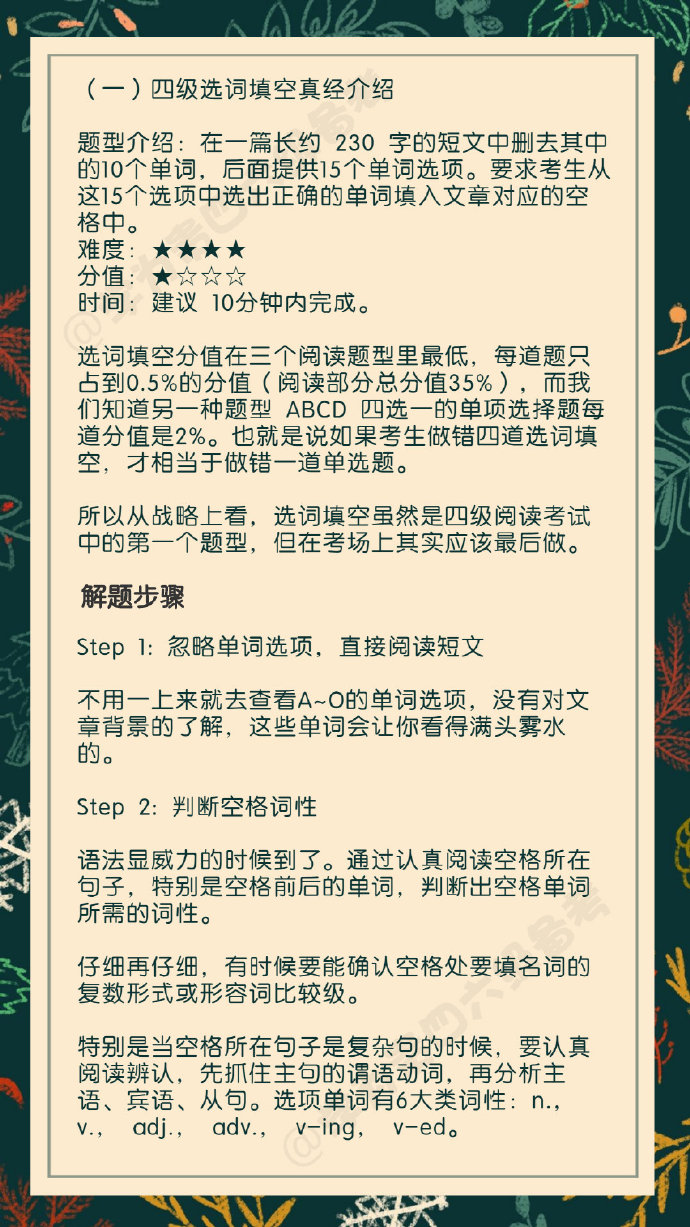 （一）四级选词填空真经介绍
题型介绍：在一篇长约 230 字的短文中删去其中
的10个单词，后面提供15个单词选项。要求考生从
这15个选项中选出正确的单词填入文章对应的空
格中。
难度：★★★★
分值：★☆☆☆
时间：建议 10分钟内完成。
选词填空分值在三个阅读题型里最低，每道题只
占到0.5%的分值（阅读部分总分值35%），而我
们知道另一种题型 ABCD 四选一的单项选择题每
道分值是2%。也就是说如果考生做错四道选词填
空，才相当于做错一道单选题。
所以从战略上看，选词填空虽然是四级阅读考试
中的第一个题型，但在考场上其实应该最后做。
解题步骤
Step 1: 忽略单词选项，直接阅读短文
不用一上来就去查看A~O的单词选项，没有对文
章背景的了解，这些单词会让你看得满头雾水
的。
Step 2: 判断空格词性
语法显威力的时候到了。通过认真阅读空格所在
句子，特别是空格前后的单词，判断出空格单词
所需的词性。
仔细再仔细，有时候要能确认空格处要填名词的
复数形式或形容词比较级。
特别是当空格所在句子是复杂句的时候，要认真
阅读辨认，先抓住主句的谓语动词，再分析主
语、宾语、从句。选项单词有6大类词性：n.，
v.， adj.， adv.， v-ing， v-ed。